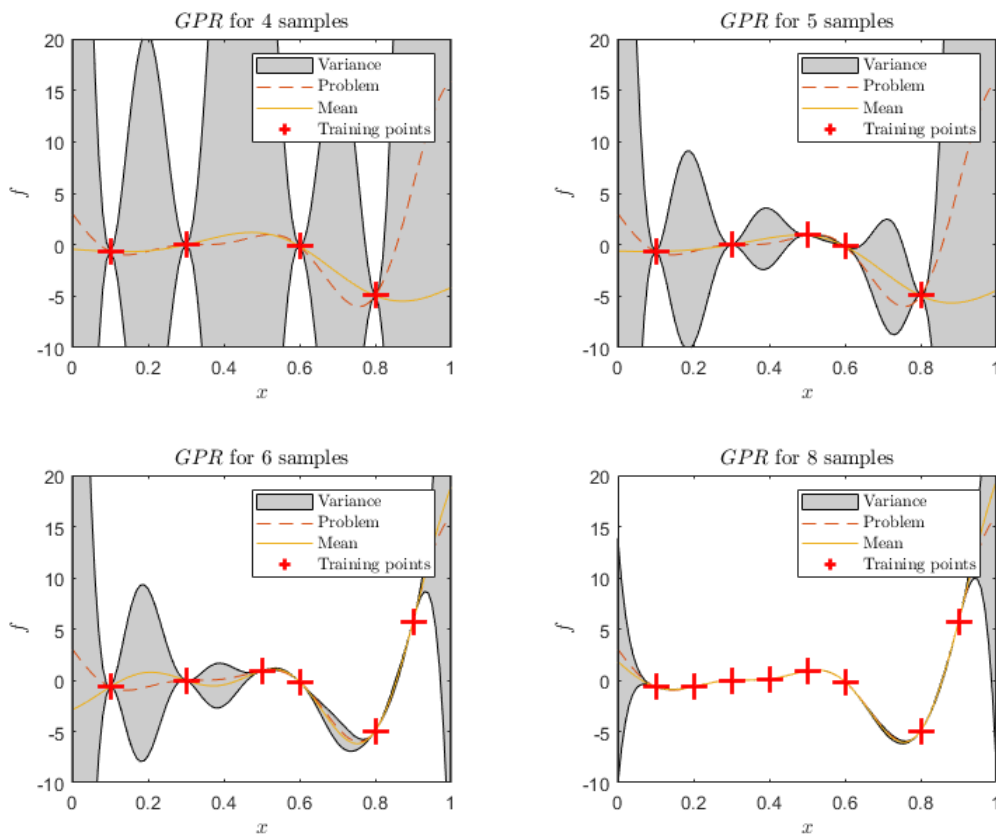 GPR for 4 samples
20
15
10
5
0
-5
-10
f
0
0.2
0.4
0.6
0.8
1
x
Variance
Problem
Mean
Training points
GPR for 5 samples
20
15
10
5
0
-5
-10
f
0
0.2
0.4
0.6
0.8
1
x
Variance
Problem
Mean
Training points
GPR for 6 samples
20
15
10
5
0
-5
-10
f
0
0.2
0.4
0.6
0.8
1
x
Variance
Problem
Mean
Training points
GPR for 8 samples
20
15
10
5
0
-5
-10
f
0
0.2
0.4
0.6
0.8
1
x
Variance
Problem
Mean
Training points